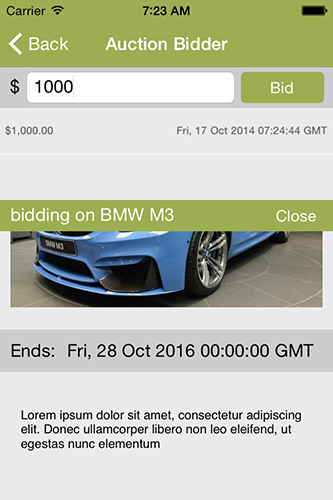 Carrier 7:23 AM
Back Auction Bidder
$ 1000 Bid
$1,000.00 Fri, 17 Oct 2014 07:24:44 GMT
bidding on BMW M3 Close
BMW M3
Ends: Fri, 28 Oct 2016 00:00:00 GMT
Lorem ipsum dolor sit amet, consectetur adipiscing
elit. Donec ullamcorper libero non leo eleifend, ut
egestas nunc elementum